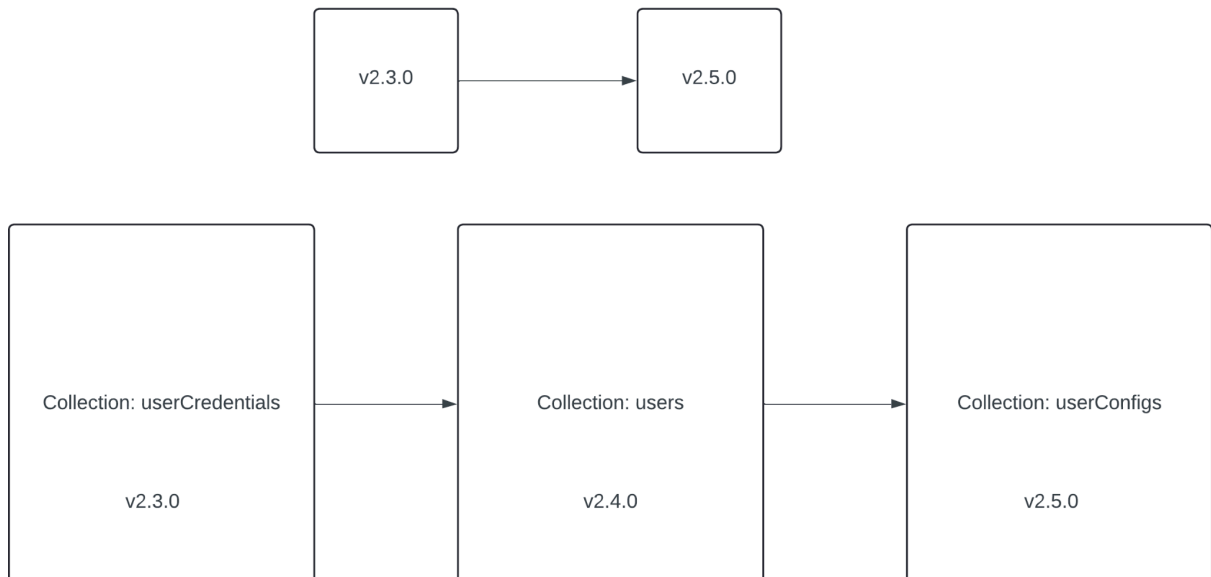 v2.3.0
v2.5.0
Collection: userCredentials
Collection: users
Collection: userConfigs
v2.3.0
v2.4.0
v2.5.0